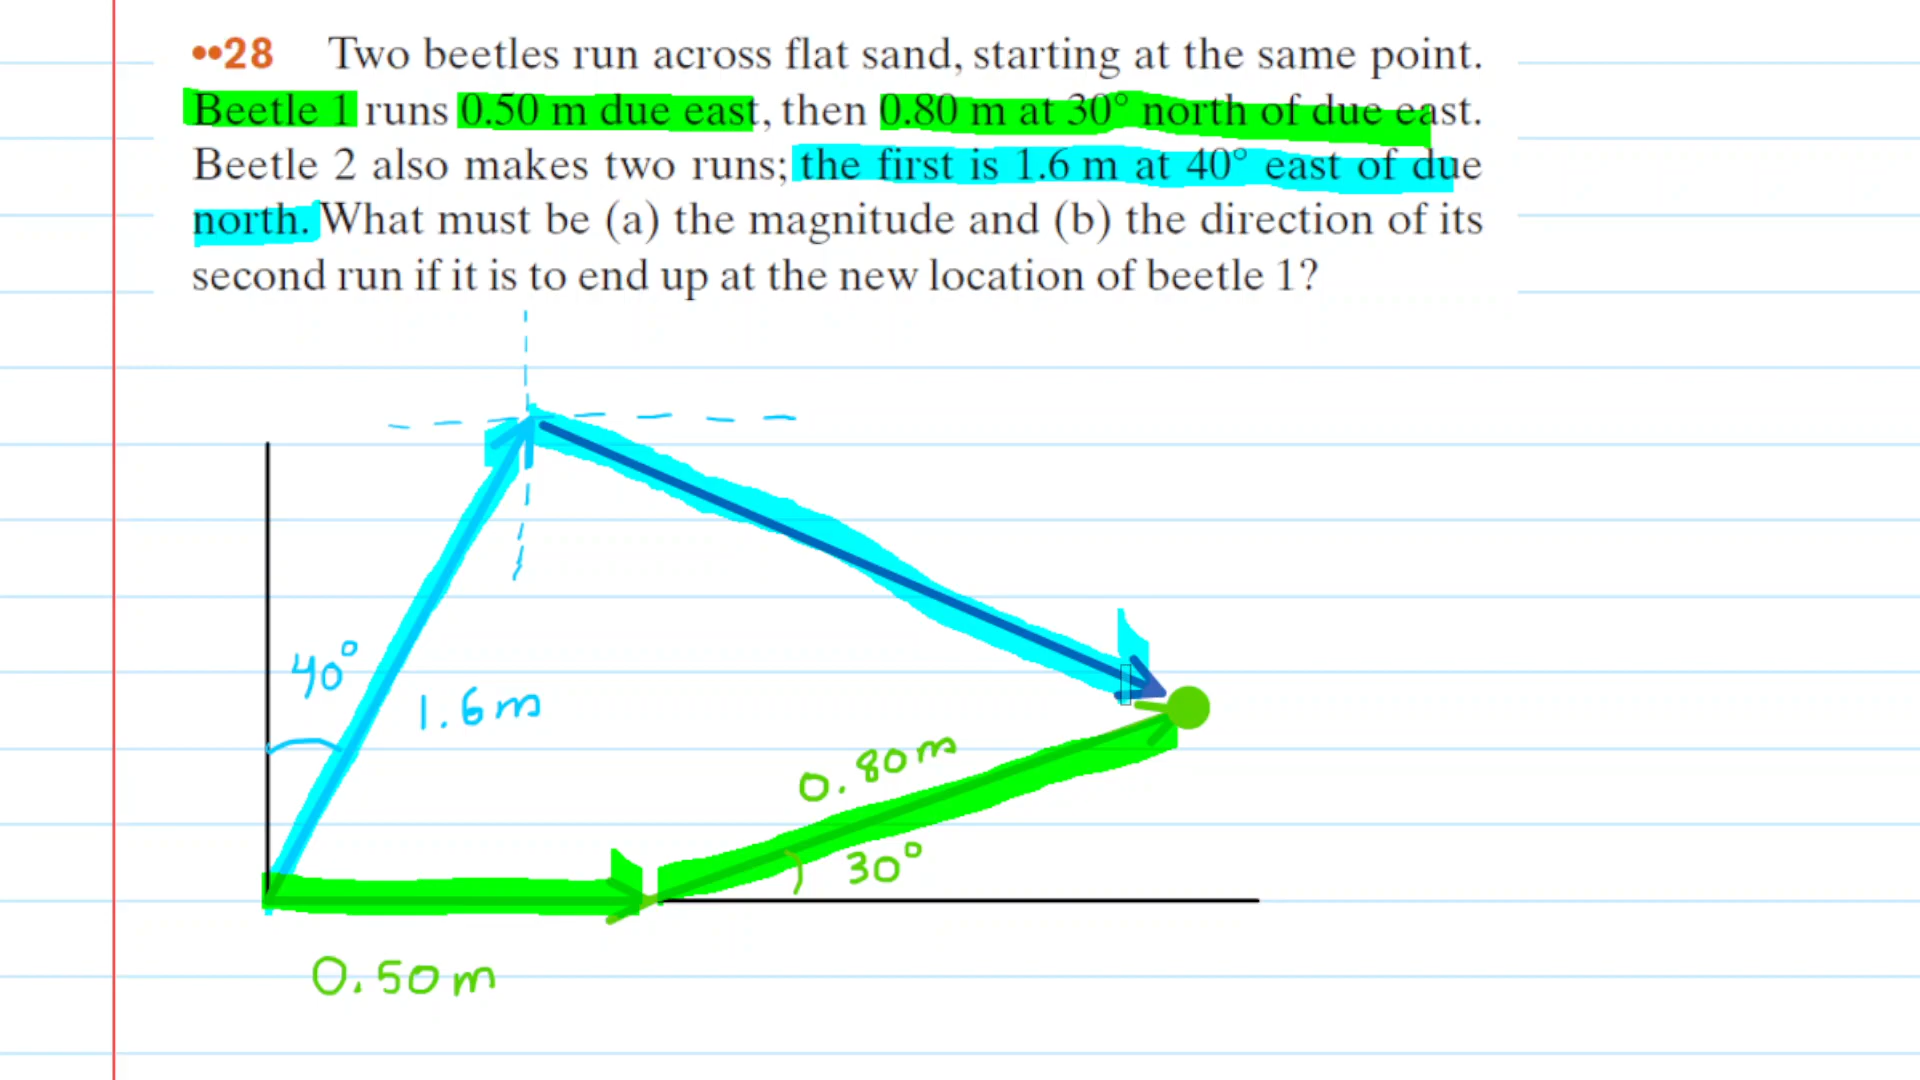 ••28 Two beetles run across flat sand, starting at the same point.
Beetle 1 runs 0.50 m due east, then 0.80 m at 30° north of due east.
Beetle 2 also makes two runs; the first is 1.6 m at 40° east of due
north. What must be (a) the magnitude and (b) the direction of its
second run if it is to end up at the new location of beetle 1?
40°
1.6m
0.80m
30°
0.50m